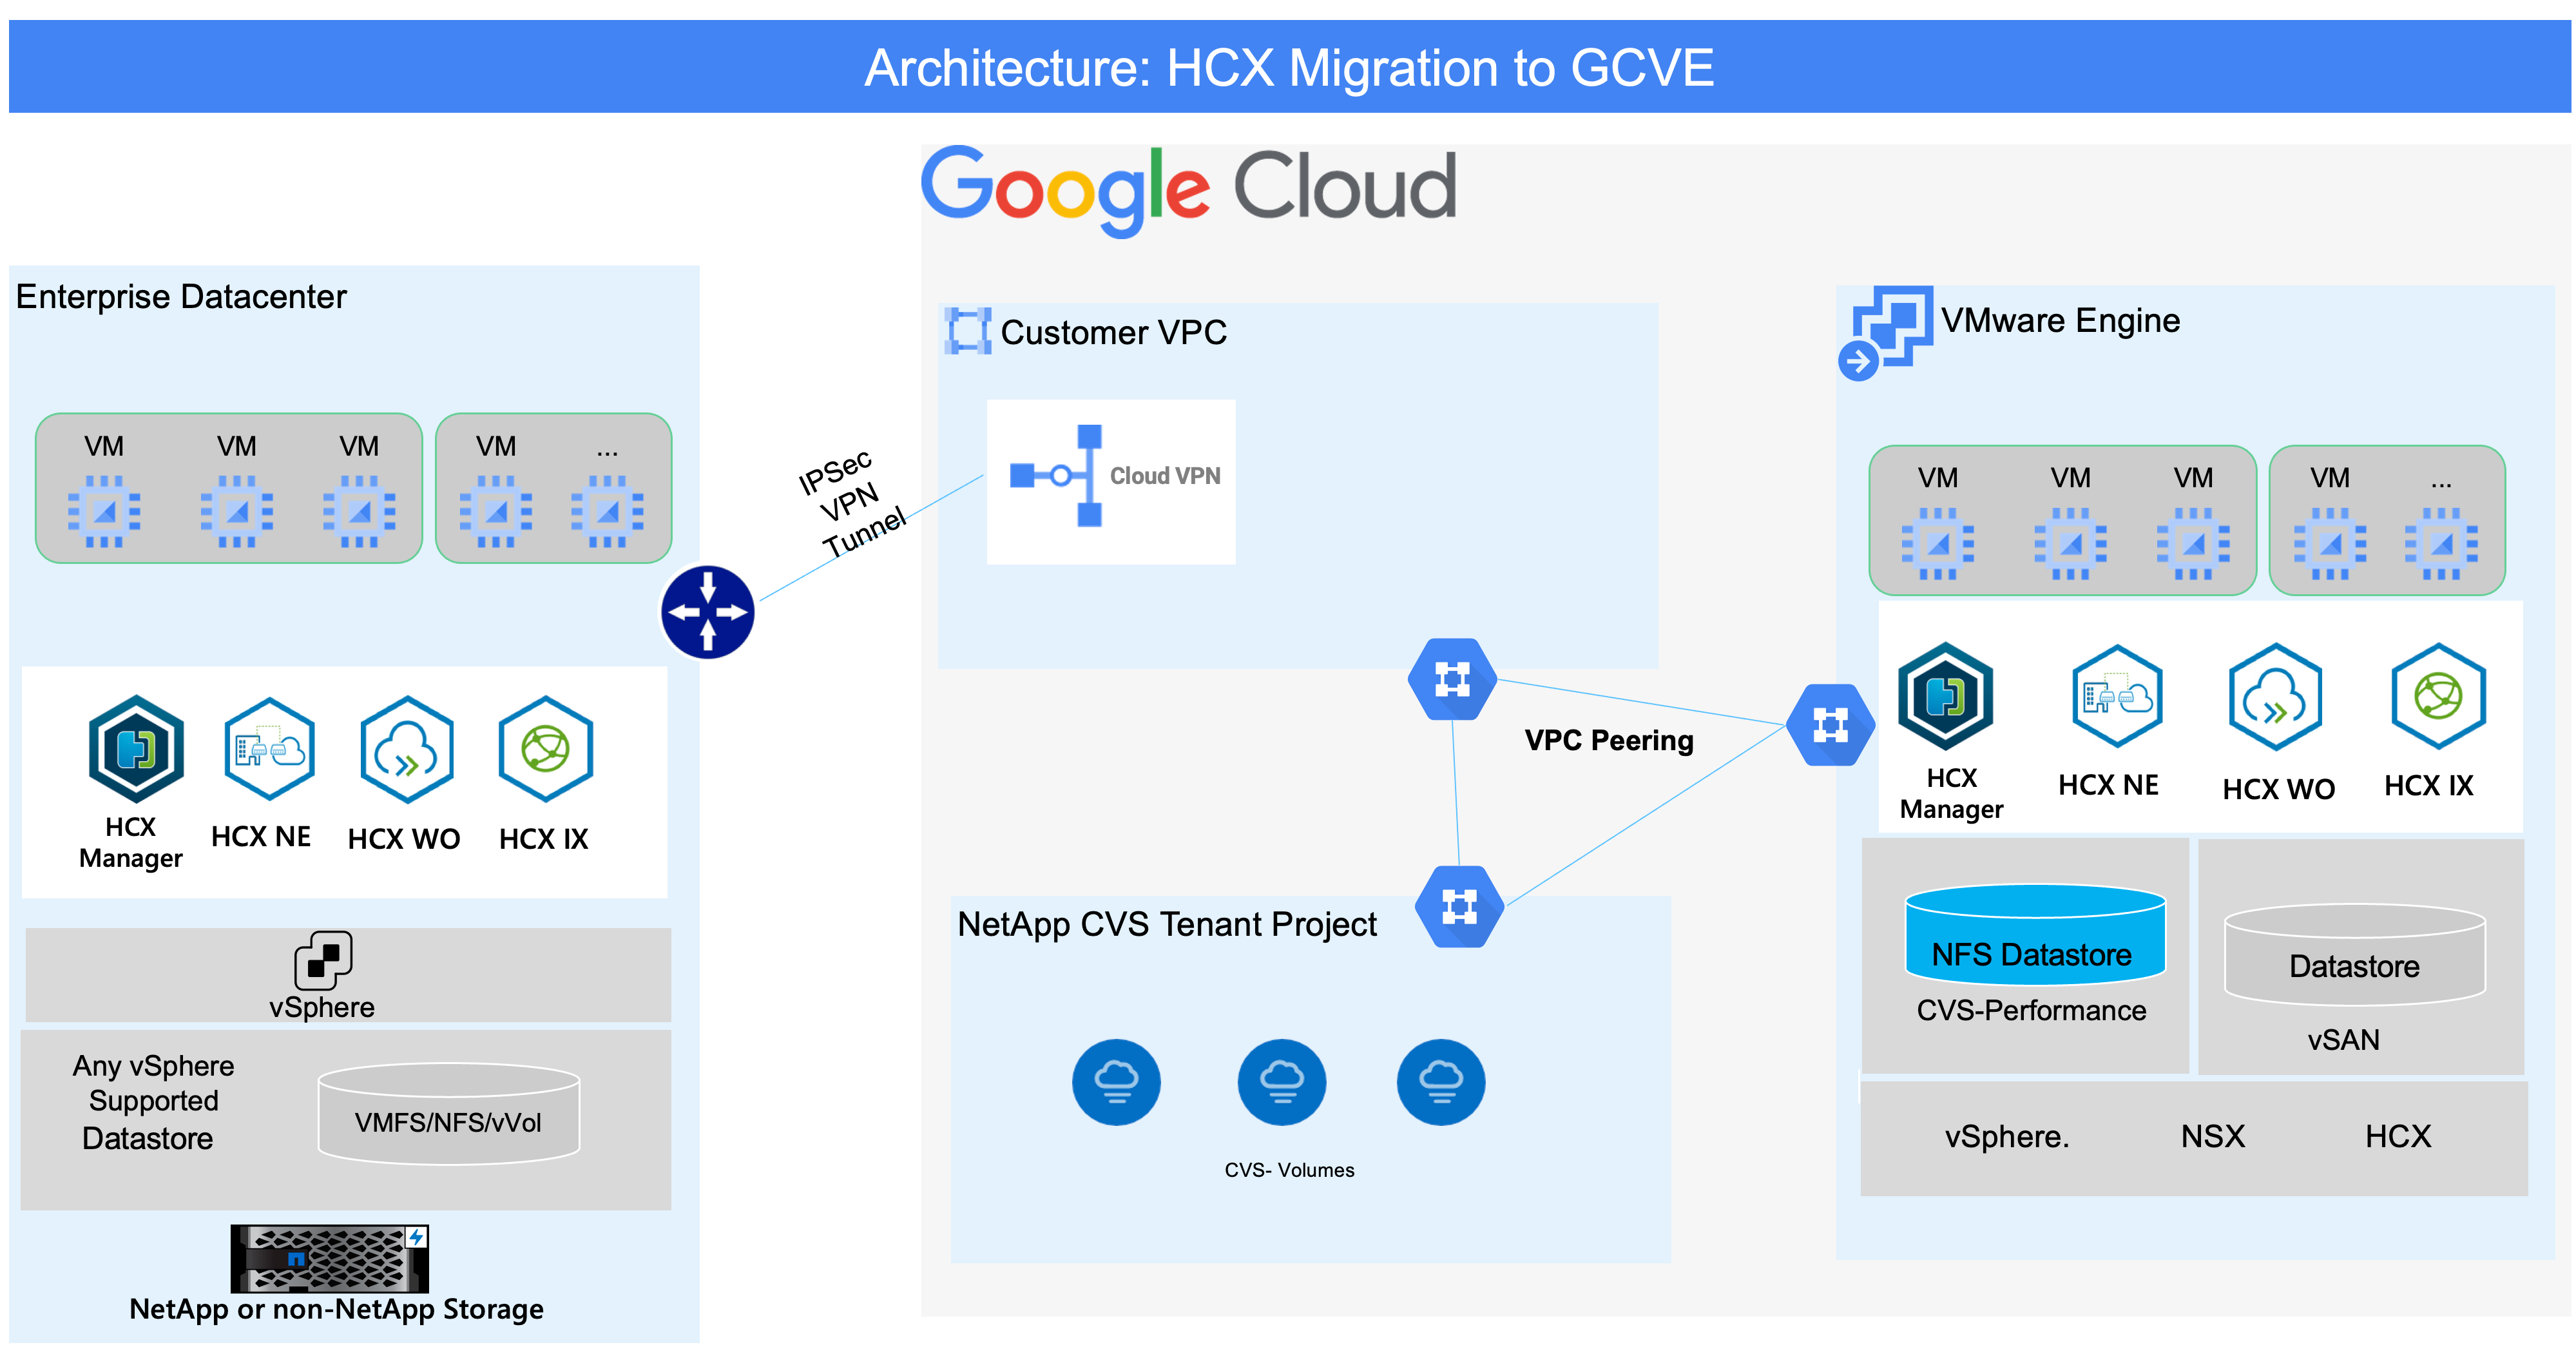 Architecture: HCX Migration to GCVE
Google Cloud
Enterprise Datacenter
VM VM VM VM ...
HCX
Manager
HCX NE
HCX WO
HCX IX
vSphere
Any vSphere
Supported
Datastore
VMFS/NFS/vVol
NetApp or non-NetApp Storage
IPSec
VPN
Tunnel
Customer VPC
Cloud VPN
VPC Peering
NetApp CVS Tenant Project
CVS- Volumes
VMware Engine
VM VM VM VM ...
HCX
Manager
HCX NE
HCX WO
HCX IX
NFS Datastore
CVS-Performance
Datastore
vSAN
vSphere. NSX HCX